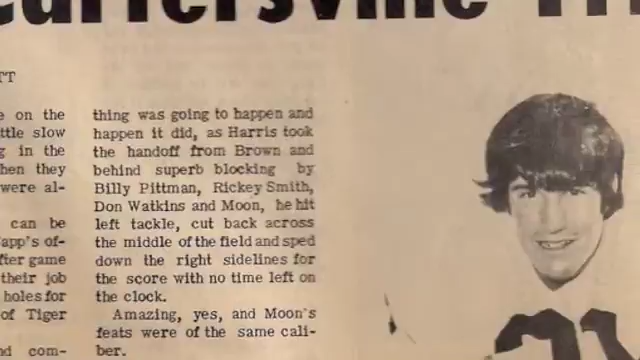 TT
e on the
ttle slow
g in the
hen they
were al-
can be
app's of-
fter game
their job
holes for
of Tiger
nd com-
thing was going to happen and
happen it did, as Harris took
the handoff from Brown and
behind superb blocking by
Billy Pittman, Rickey Smith,
Don Watkins and Moon, he hit
left tackle, cut back across
the middle of the field and sped
down the right sidelines for
the score with no time left on
the clock.
Amazing, yes, and Moon's
feats were of the same cali-
ber.